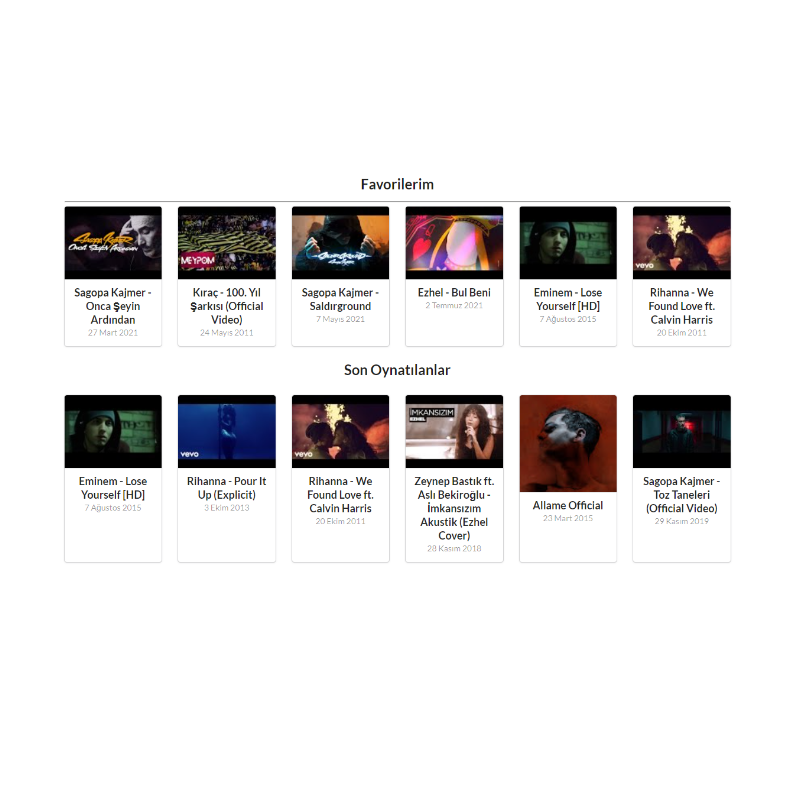 Favorilerim
MEYPOM
vevo
Sagopa Kajmer -
Onca Şeyin
Ardından
27 Mart 2021
Kıraç - 100. Yıl
Şarkısı (Official
Video)
24 Mayıs 2011
Sagopa Kajmer -
Saldırground
7 Mayıs 2021
Ezhel - Bul Beni
2 Temmuz 2021
Eminem - Lose
Yourself [HD]
7 Ağustos 2015
Rihanna - We
Found Love ft.
Calvin Harris
20 Ekim 2011
Son Oynatılanlar
vevo
vevo
İMKANSIZIM
EZHEL
Eminem - Lose
Yourself [HD]
7 Ağustos 2015
Rihanna - Pour It
Up (Explicit)
3 Ekim 2013
Rihanna - We
Found Love ft.
Calvin Harris
20 Ekim 2011
Zeynep Bastık ft.
Aslı Bekiroğlu -
İmkansızım
Akustik (Ezhel
Cover)
28 Kasım 2018
Allame Official
23 Mart 2015
Sagopa Kajmer -
Toz Taneleri
(Official Video)
29 Kasım 2019